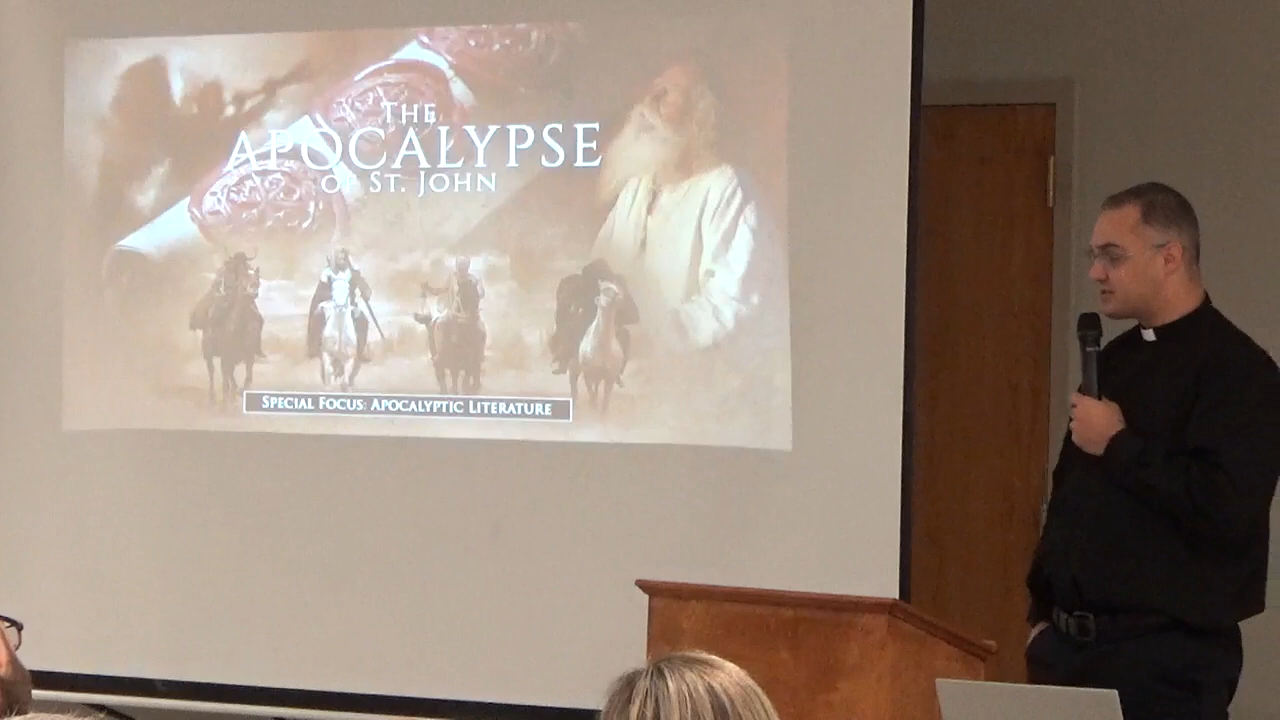 THE
APOCALYPSE
OF ST. JOHN
SPECIAL FOCUS: APOCALYPTIC LITERATURE